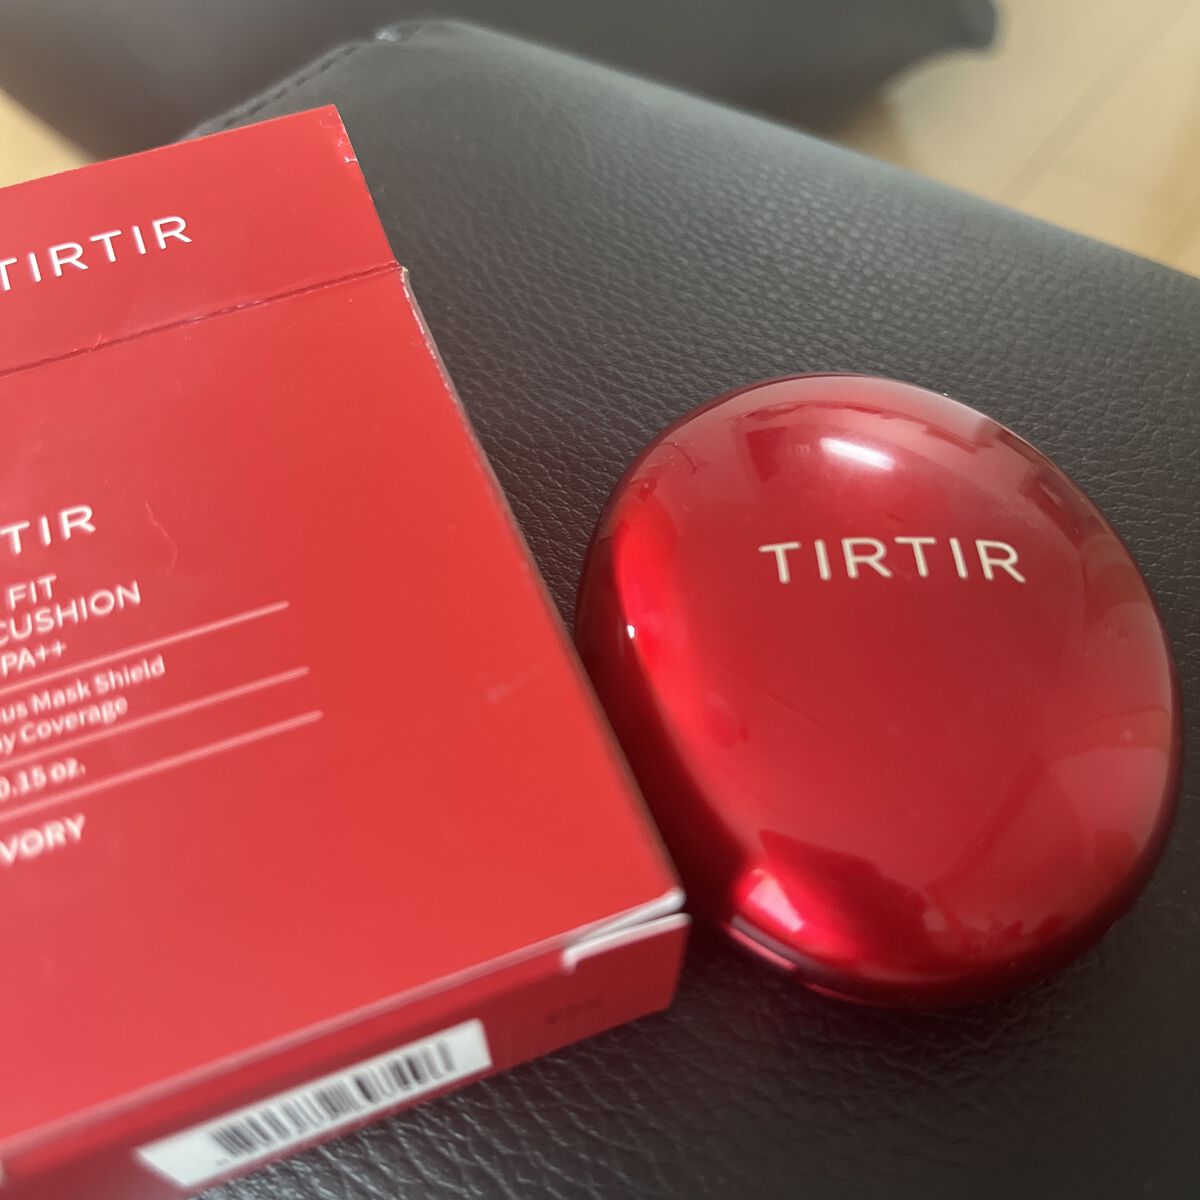 TIRTIR
TIR
FIT
CUSHION
PA++
us Mask Shield
y Coverage
0.15 oz.
VORY
TIRTIR